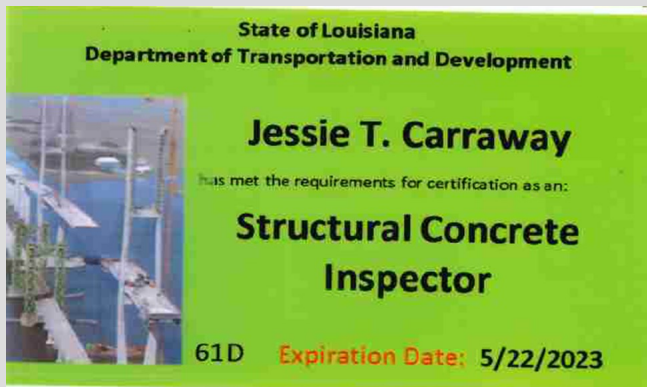 State of Louisiana
Department of Transportation and Development
Jessie T. Carraway
has met the requirements for certification as an:
Structural Concrete
Inspector
61D Expiration Date: 5/22/2023